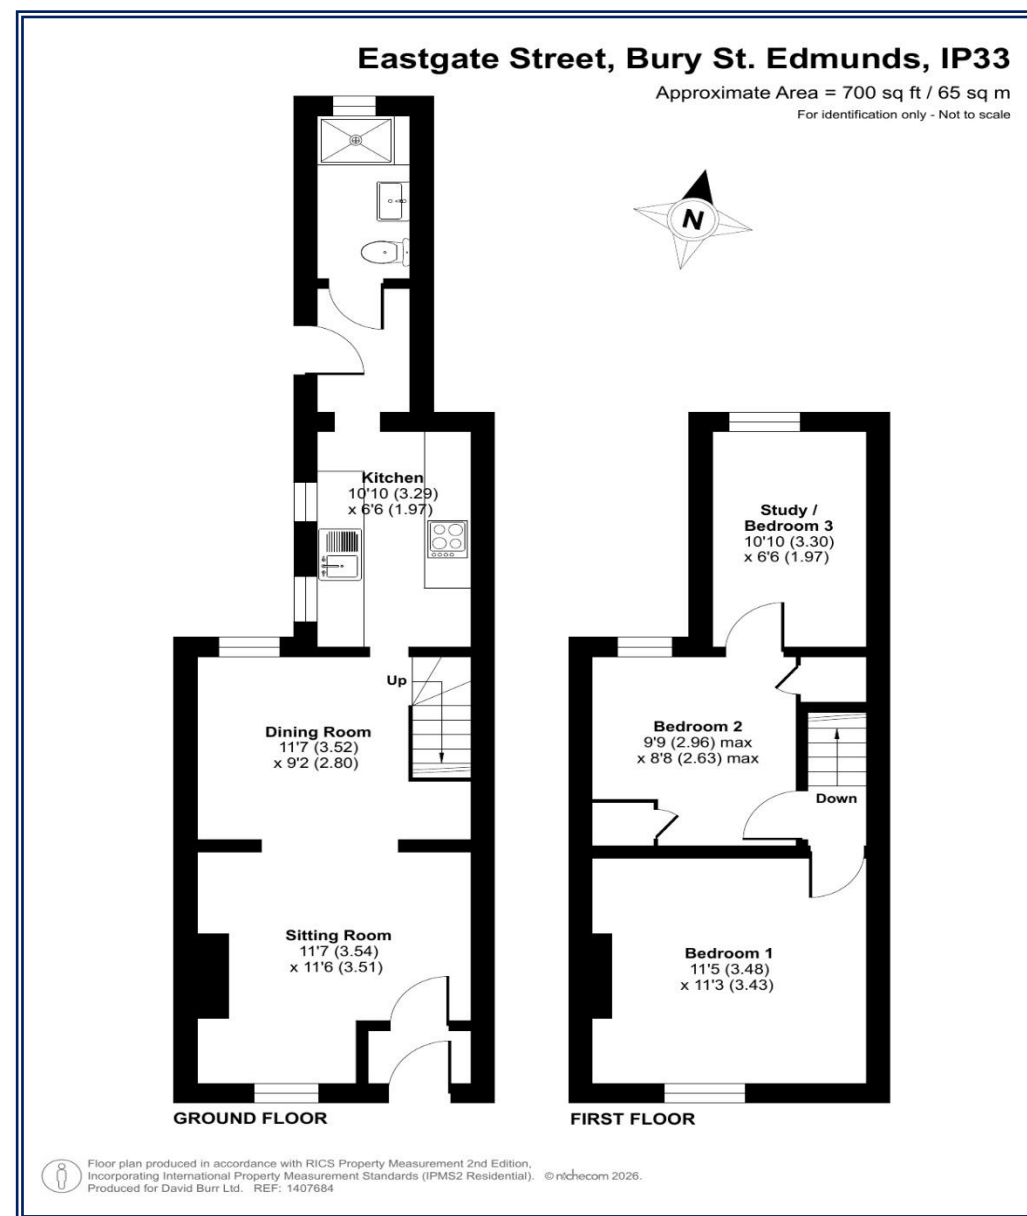 Eastgate Street, Bury St. Edmunds, IP33
Approximate Area = 700 sq ft / 65 sq m
For identification only - Not to scale
N
Kitchen
10'10 (3.29)
x 6'6 (1.97)
Up
Dining Room
11'7 (3.52)
x 9'2 (2.80)
Sitting Room
11'7 (3.54)
x 11'6 (3.51)
GROUND FLOOR
Study /
Bedroom 3
10'10 (3.30)
x 6'6 (1.97)
Bedroom 2
9'9 (2.96) max
x 8'8 (2.63) max
Down
Bedroom 1
11'5 (3.48)
x 11'3 (3.43)
FIRST FLOOR
Floor plan produced in accordance with RICS Property Measurement 2nd Edition,
Incorporating International Property Measurement Standards (IPMS2 Residential). © nıchecom 2026.
Produced for David Burr Ltd. REF: 1407684